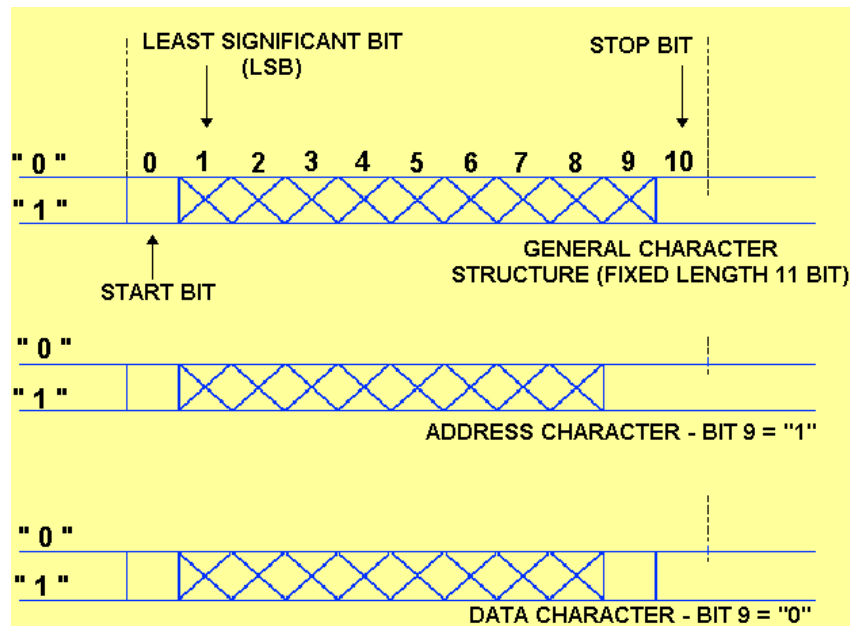 LEAST SIGNIFICANT BIT
(LSB)
STOP BIT
" 0 "
0 1 2 3 4 5 6 7 8 9 10
" 1 "
GENERAL CHARACTER
STRUCTURE (FIXED LENGTH 11 BIT)
START BIT
" 0 "
" 1 "
ADDRESS CHARACTER - BIT 9 = "1"
" 0 "
" 1 "
DATA CHARACTER - BIT 9 = "0"